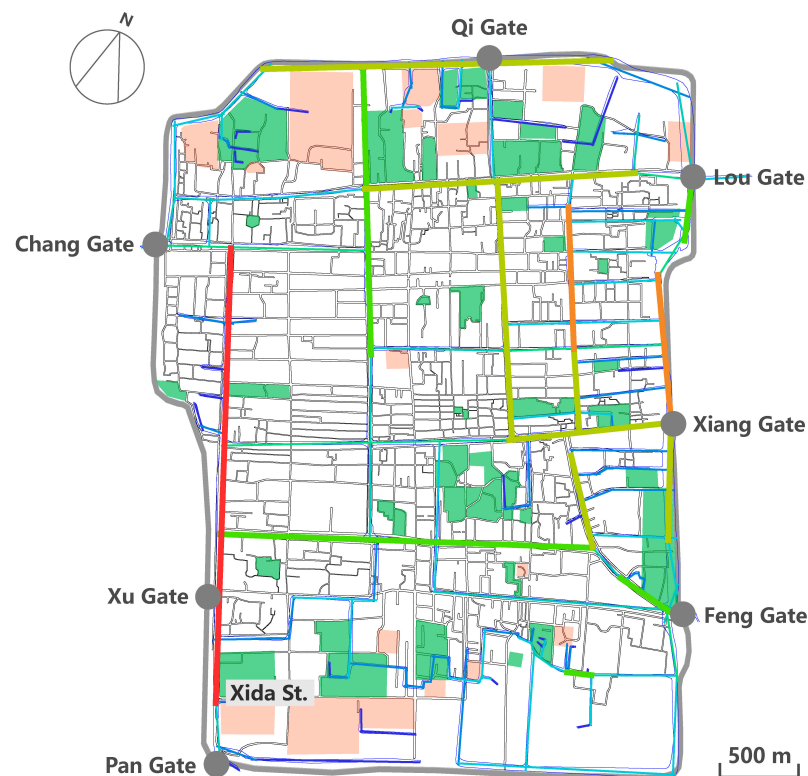 N
Qi Gate
Lou Gate
Chang Gate
Xiang Gate
Xu Gate
Feng Gate
Xida St.
500 m
Pan Gate